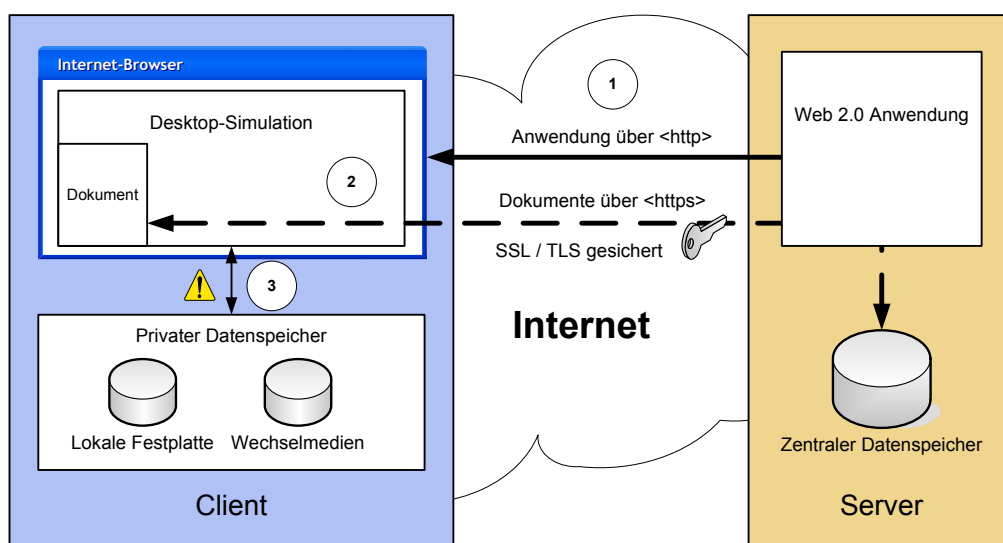 Internet-Browser
Desktop-Simulation
Dokument
2
3
Privater Datenspeicher
Lokale Festplatte
Wechselmedien
Client
1
Anwendung über <http>
Dokumente über <https>
SSL / TLS gesichert
Internet
Web 2.0 Anwendung
Zentraler Datenspeicher
Server